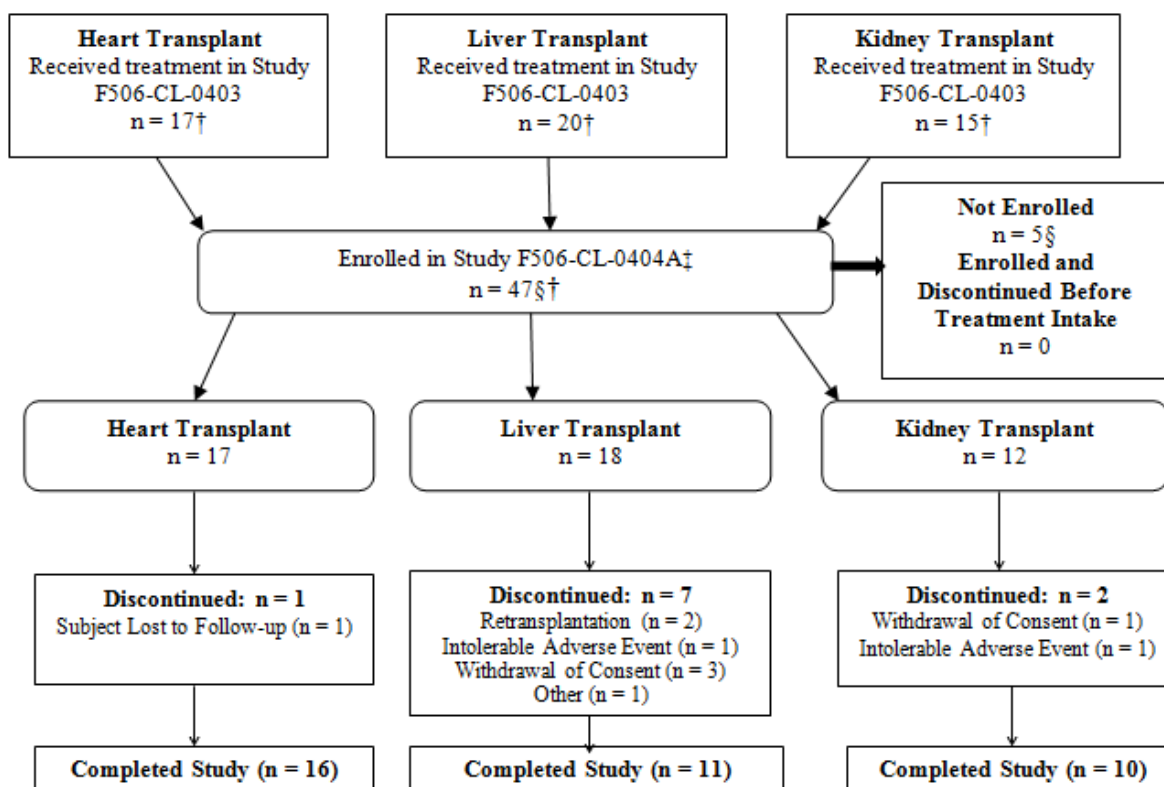 Heart Transplant
Received treatment in Study
F506-CL-0403
n = 17†
Liver Transplant
Received treatment in Study
F506-CL-0403
n = 20†
Kidney Transplant
Received treatment in Study
F506-CL-0403
n = 15†
Enrolled in Study F506-CL-0404A‡
n = 47§†
Not Enrolled
n = 5§
Enrolled and
Discontinued Before
Treatment Intake
n = 0
Heart Transplant
n = 17
Liver Transplant
n = 18
Kidney Transplant
n = 12
Discontinued: n = 1
Subject Lost to Follow-up (n = 1)
Discontinued: n = 7
Retransplantation (n = 2)
Intolerable Adverse Event (n = 1)
Withdrawal of Consent (n = 3)
Other (n = 1)
Discontinued: n = 2
Withdrawal of Consent (n = 1)
Intolerable Adverse Event (n = 1)
Completed Study (n = 16)
Completed Study (n = 11)
Completed Study (n = 10)